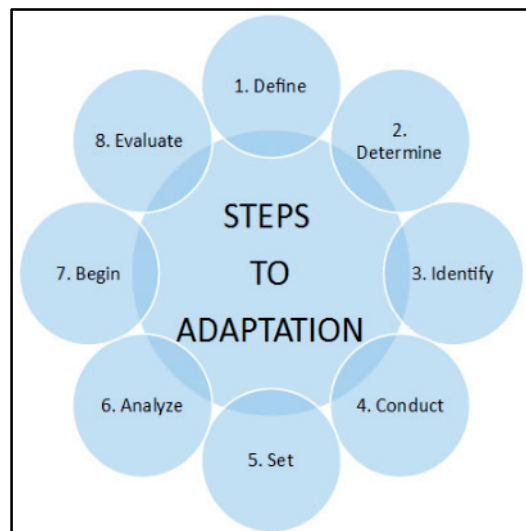 1. Define
2.
Determine
3. Identify
4. Conduct
5. Set
6. Analyze
7. Begin
8. Evaluate
STEPS
TO
ADAPTATION